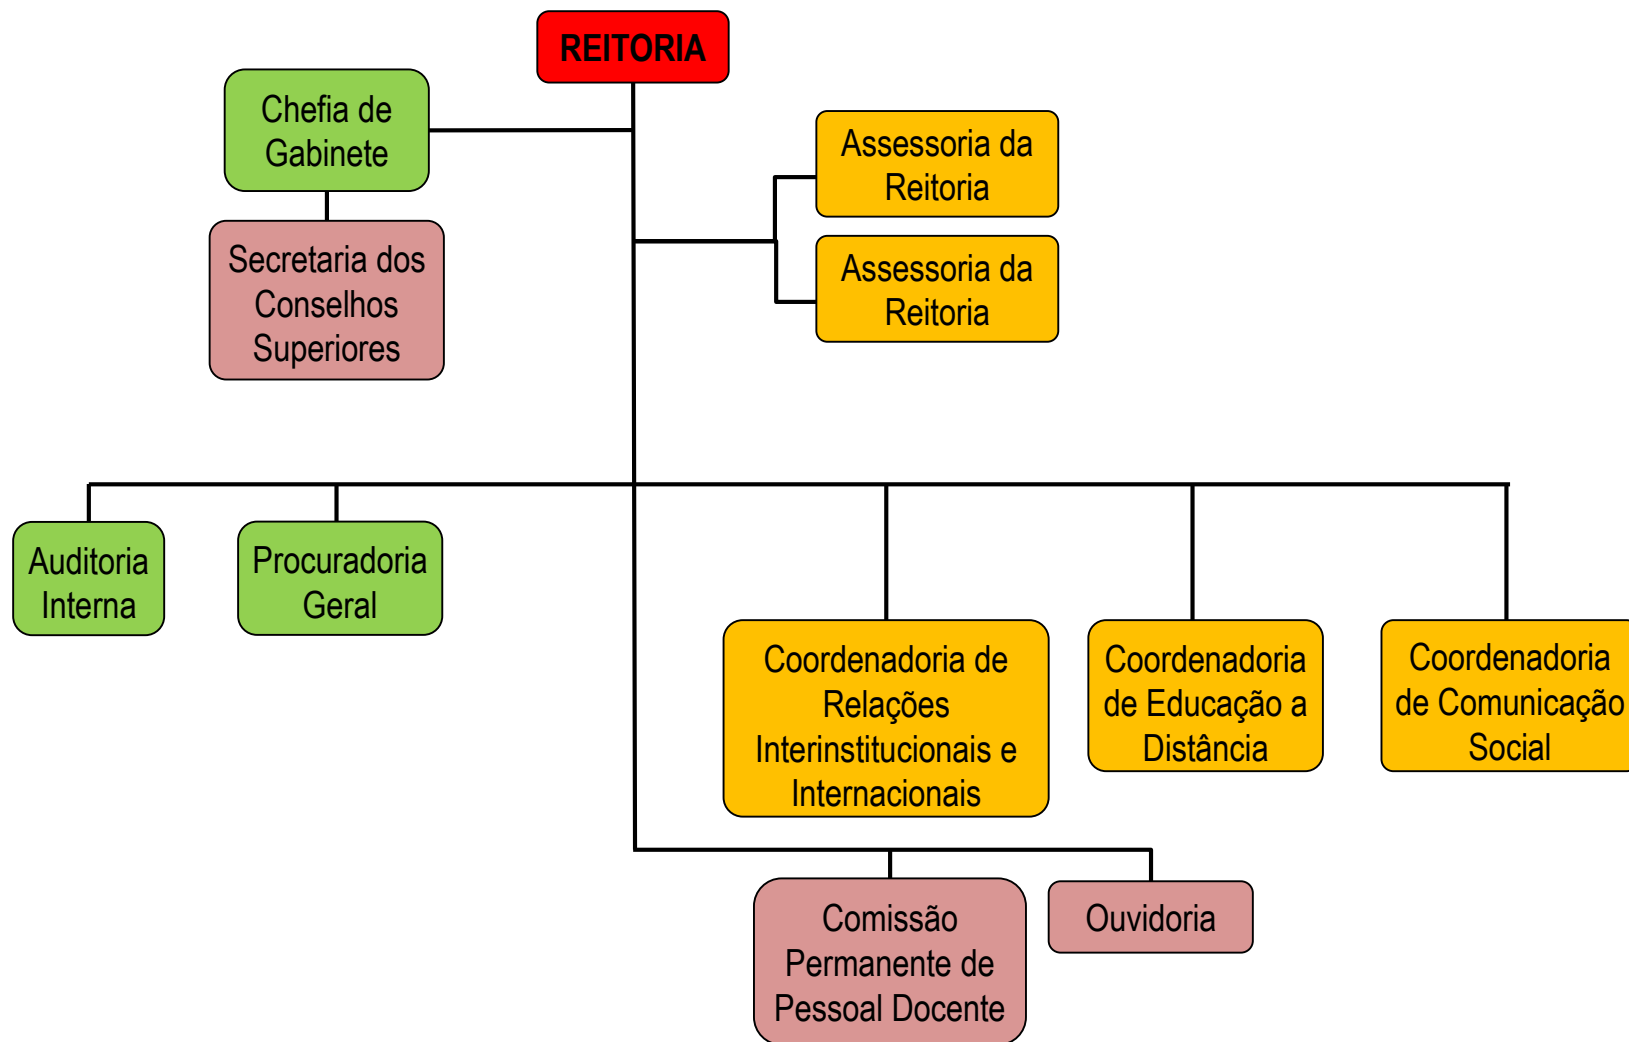 REITORIA
Chefia de
Gabinete
Assessoria da
Reitoria
Secretaria dos
Conselhos
Superiores
Assessoria da
Reitoria
Auditoria
Interna
Procuradoria
Geral
Coordenadoria de
Relações
Interinstitucionais e
Internacionais
Coordenadoria
de Educação a
Distância
Coordenadoria
de Comunicação
Social
Comissão
Permanente de
Pessoal Docente
Ouvidoria